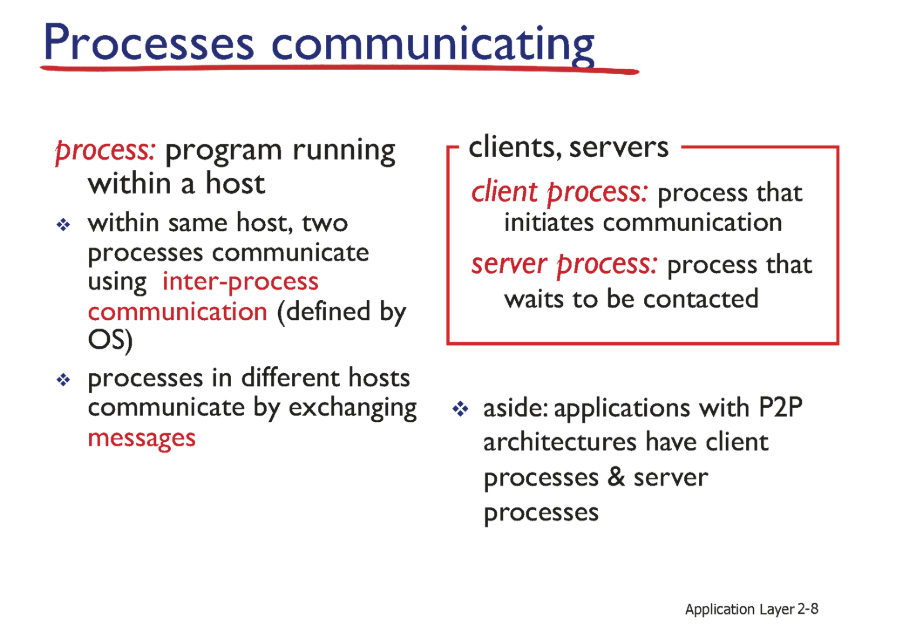 Processes communicating
process: program running
within a host
❖ within same host, two
processes communicate
using inter-process
communication (defined by
OS)
❖ processes in different hosts
communicate by exchanging
messages
clients, servers
client process: process that
initiates communication
server process: process that
waits to be contacted
❖ aside: applications with P2P
architectures have client
processes & server
processes
Application Layer 2-8